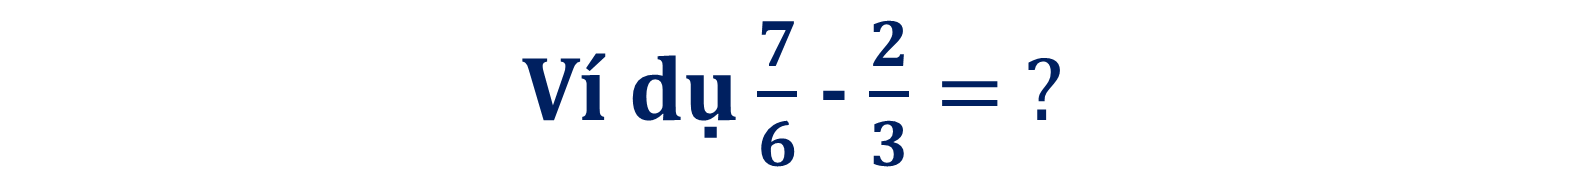 Ví dụ 7/6 - 2/3 = ?